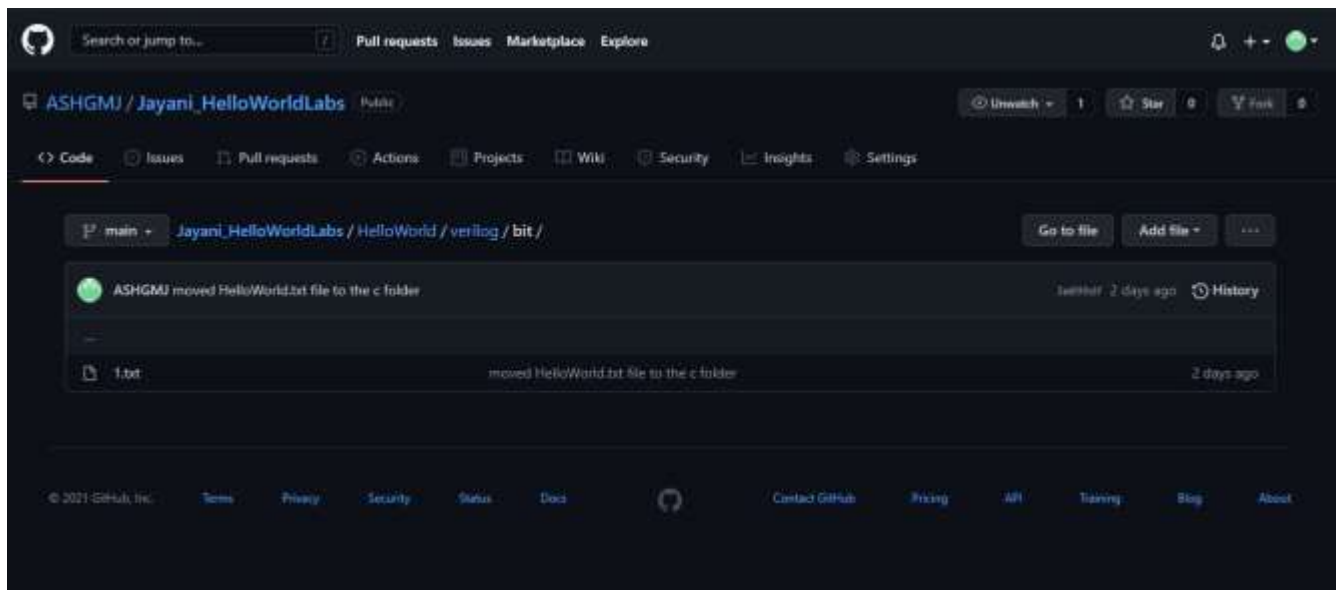 Search or jump to... / Pull requests Issues Marketplace Explore
ASHGMJ / Jayani_HelloWorldLabs Public Unwatch 1 Star 0 Fork 0
<> Code Issues Pull requests Actions Projects Wiki Security Insights Settings
main Jayani_HelloWorldLabs / HelloWorld / verilog / bit / Go to file Add file ...
ASHGMJ moved HelloWorld.txt file to the c folder 2 days ago History
..
1.txt moved HelloWorld.txt file to the c folder 2 days ago
© 2021 GitHub, Inc. Terms Privacy Security Status Docs Contact GitHub Pricing API Training Blog About